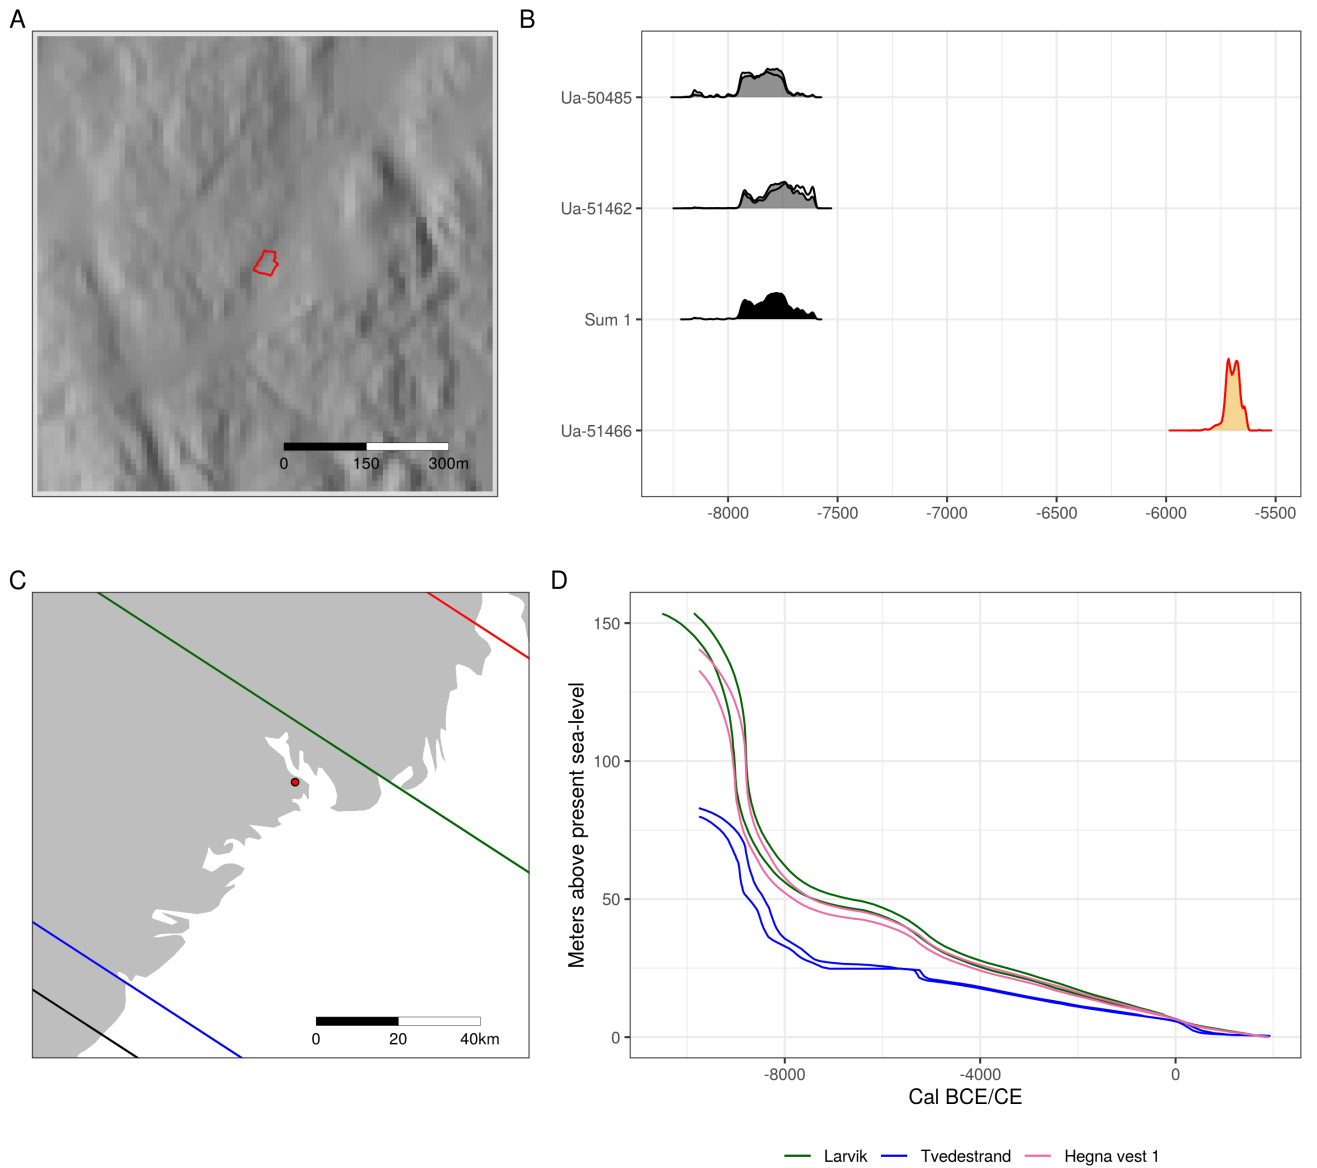 A
0 150 300m
B
Ua-50485
Ua-51462
Sum 1
Ua-51466
-8000 -7500 -7000 -6500 -6000 -5500
C
0 20 40km
D
Meters above present sea-level
150
100
50
0
-8000 -4000 0
Cal BCE/CE
Larvik Tvedestrand Hegna vest 1